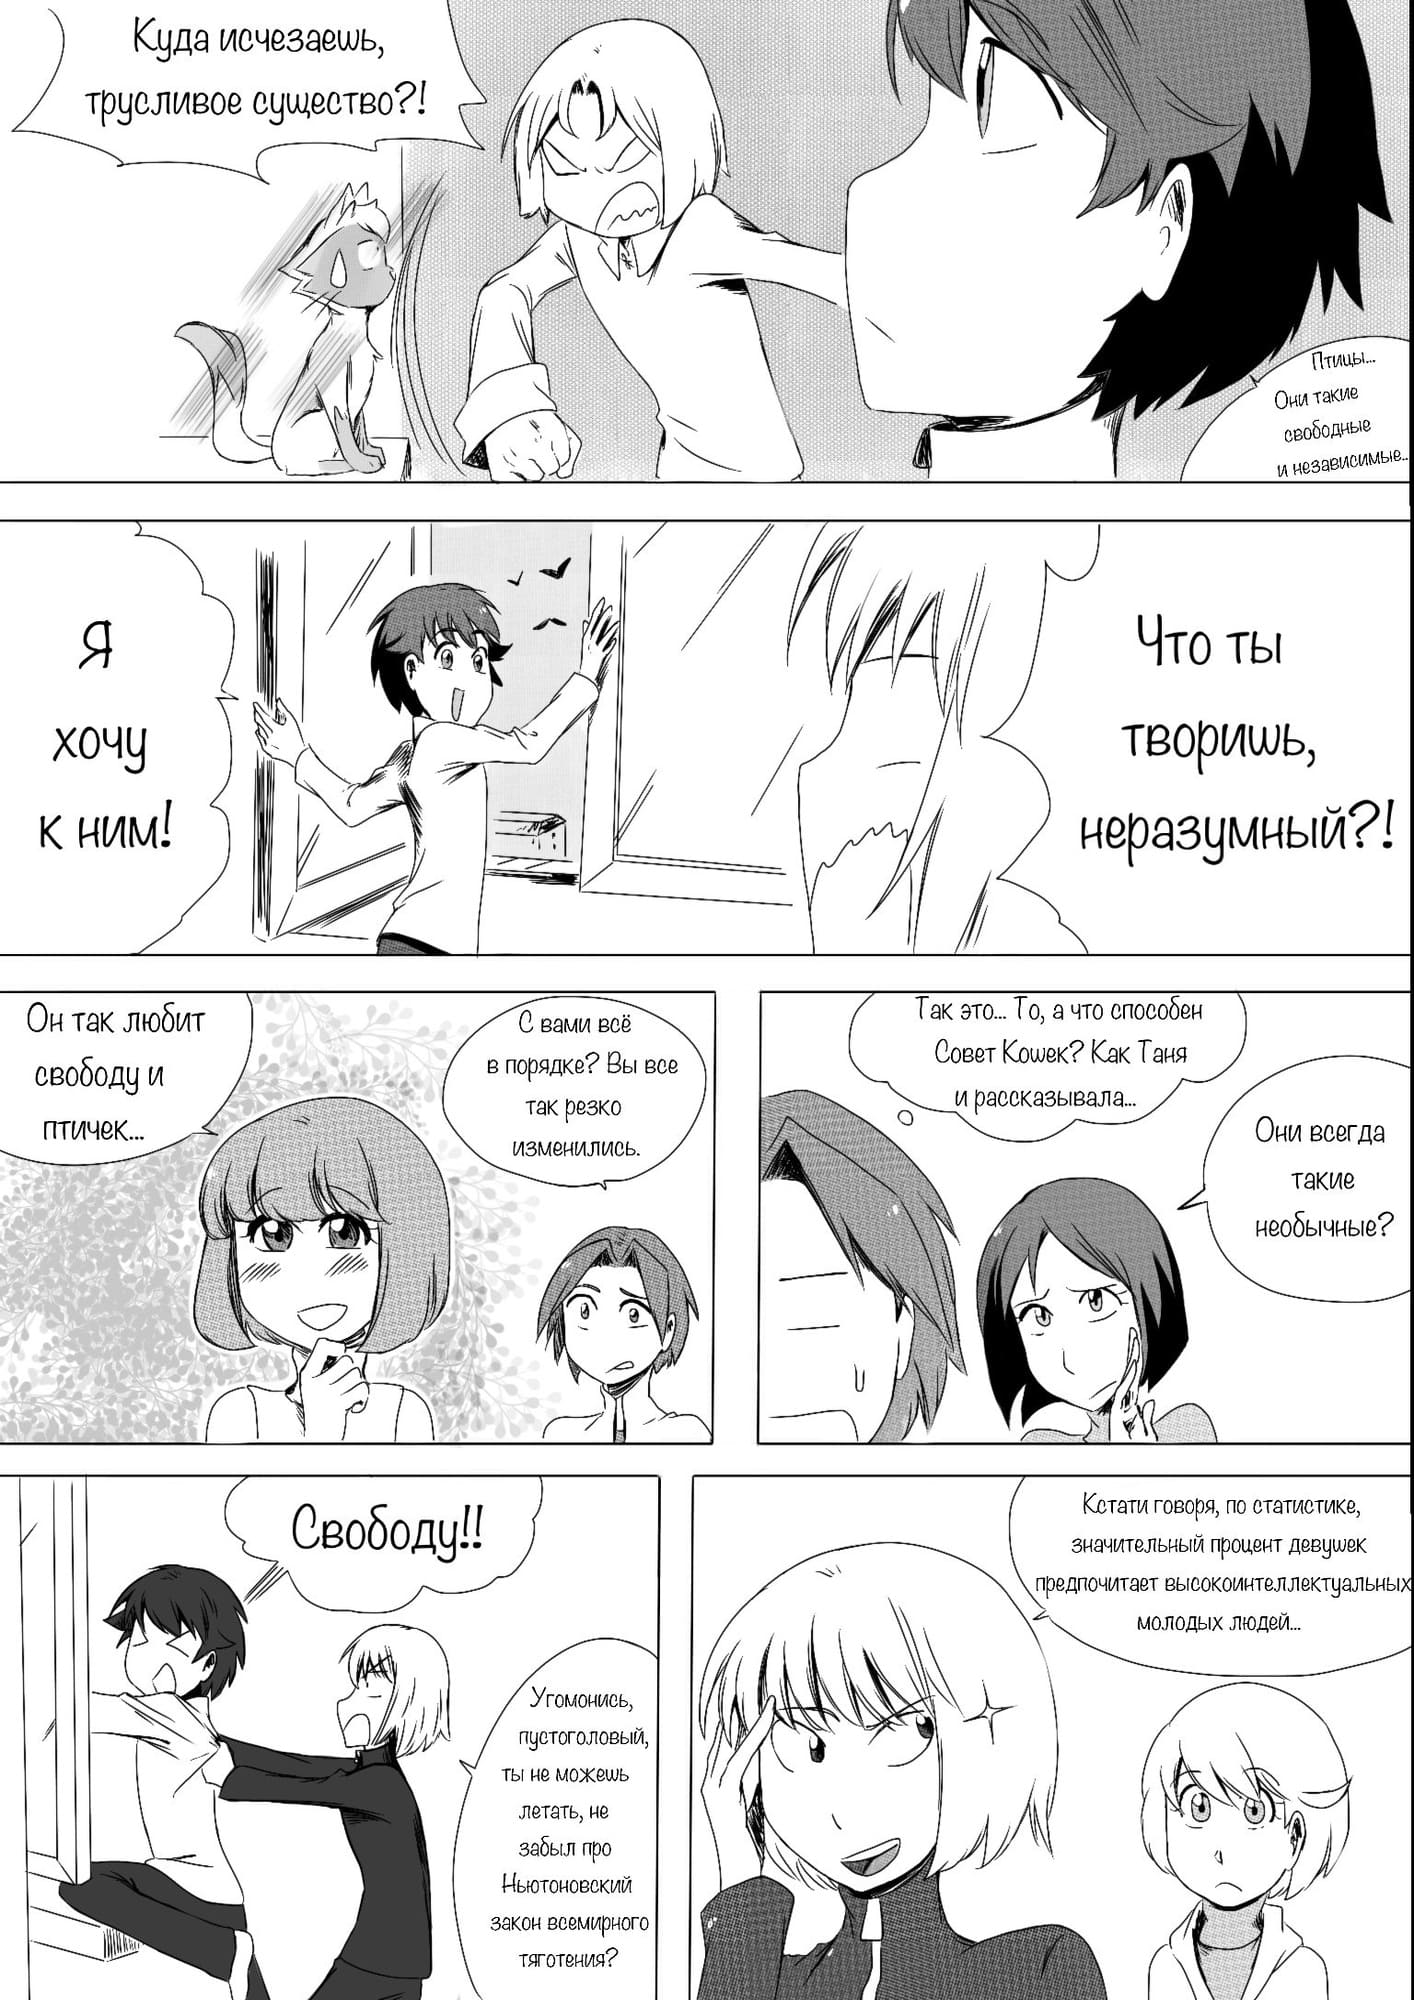 Куда исчезаешь,
трусливое существо?!
Птицы...
Они такие
свободные
и независимые..
Я
хочу
к ним!
Что ты
творишь,
неразумный?!
Он так любит
свободу и
птичек...
С вами всё
в порядке? Вы все
так резко
изменились.
Так это... То, а что способен
Совет Кошек? Как Таня
и рассказывала...
Они всегда
такие
необычные?
Свободу!!
Угомонись,
пустоголовый,
ты не можешь
летать, не
забыл про
Ньютоновский
закон всемирного
тяготения?
Кстати говоря, по статистике,
значительный процент девушек
предпочитает высокоинтеллектуальных
молодых людей...